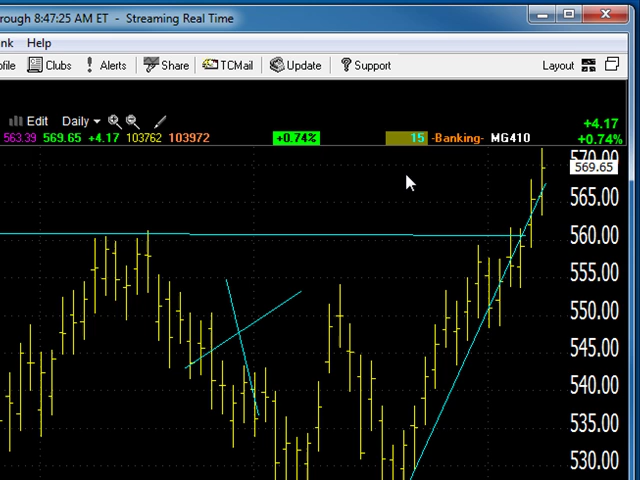 rough 8:47:25 AM ET - Streaming Real Time
nk Help
ofile Clubs Alerts Share TCMail Update Support Layout
Edit Daily
+4.17
563.39 569.65 +4.17 103762 103972 +0.74% 15 -Banking- MG410 +0.74%
570.00
569.65
565.00
560.00
555.00
550.00
545.00
540.00
535.00
530.00